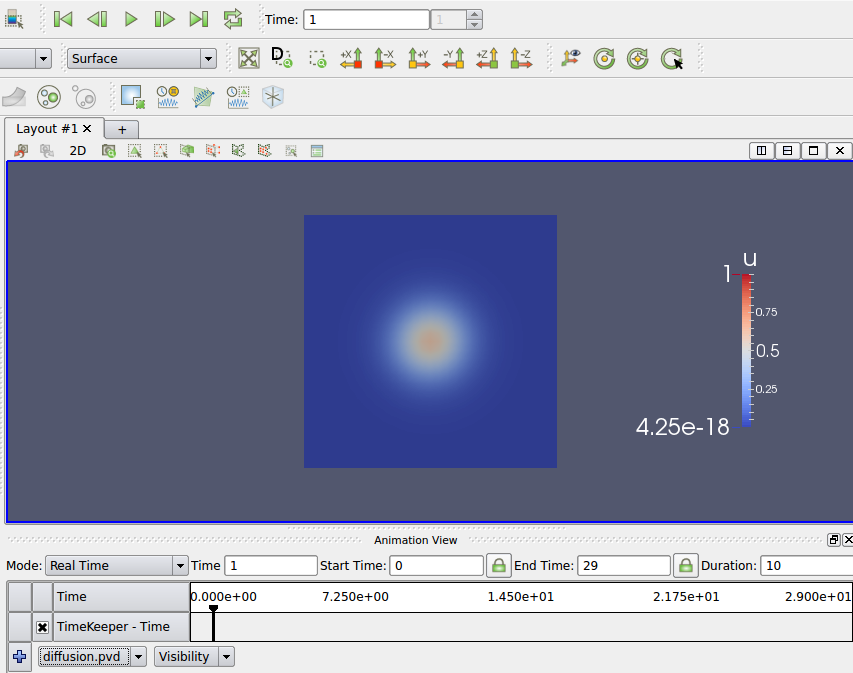 Time: 1 1
Surface D +X -X +Y -Y +Z -Z
Layout #1 +
2D
u
1
0.75
0.5
0.25
4.25e-18
Animation View
Mode: Real Time Time 1 Start Time: 0 End Time: 29 Duration: 10
Time 0.000e+00 7.250e+00 1.450e+01 2.175e+01 2.900e+01
TimeKeeper - Time
diffusion.pvd Visibility